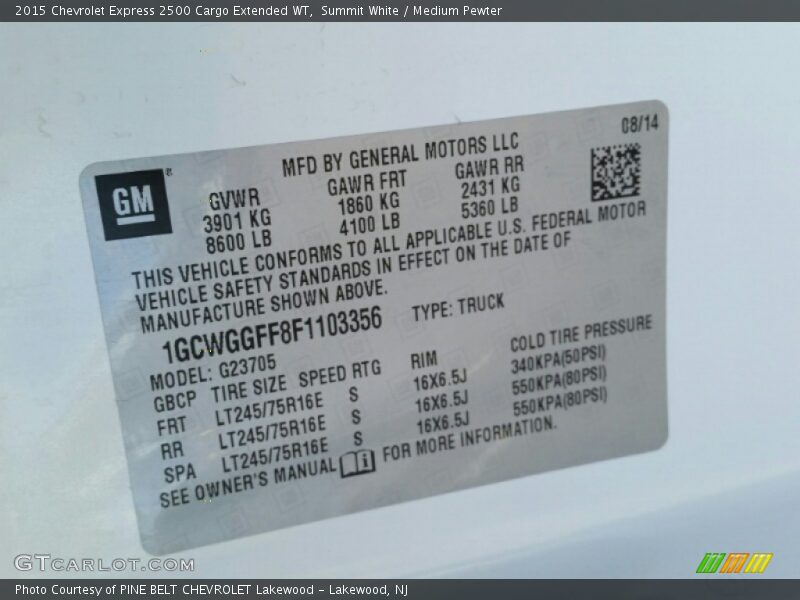 2015 Chevrolet Express 2500 Cargo Extended WT, Summit White / Medium Pewter
GM®
MFD BY GENERAL MOTORS LLC
08/14
GVWR GAWR FRT GAWR RR
3901 KG 1860 KG 2431 KG
8600 LB 4100 LB 5360 LB
THIS VEHICLE CONFORMS TO ALL APPLICABLE U.S. FEDERAL MOTOR
VEHICLE SAFETY STANDARDS IN EFFECT ON THE DATE OF
MANUFACTURE SHOWN ABOVE.
1GCWGGFF8F1103356 TYPE: TRUCK
MODEL: G23705
GBCP TIRE SIZE SPEED RTG RIM COLD TIRE PRESSURE
FRT LT245/75R16E S 16X6.5J 340KPA(50PSI)
RR LT245/75R16E S 16X6.5J 550KPA(80PSI)
SPA LT245/75R16E S 16X6.5J 550KPA(80PSI)
SEE OWNER'S MANUAL i FOR MORE INFORMATION.
GTCARLOT.COM
Photo Courtesy of PINE BELT CHEVROLET Lakewood - Lakewood, NJ